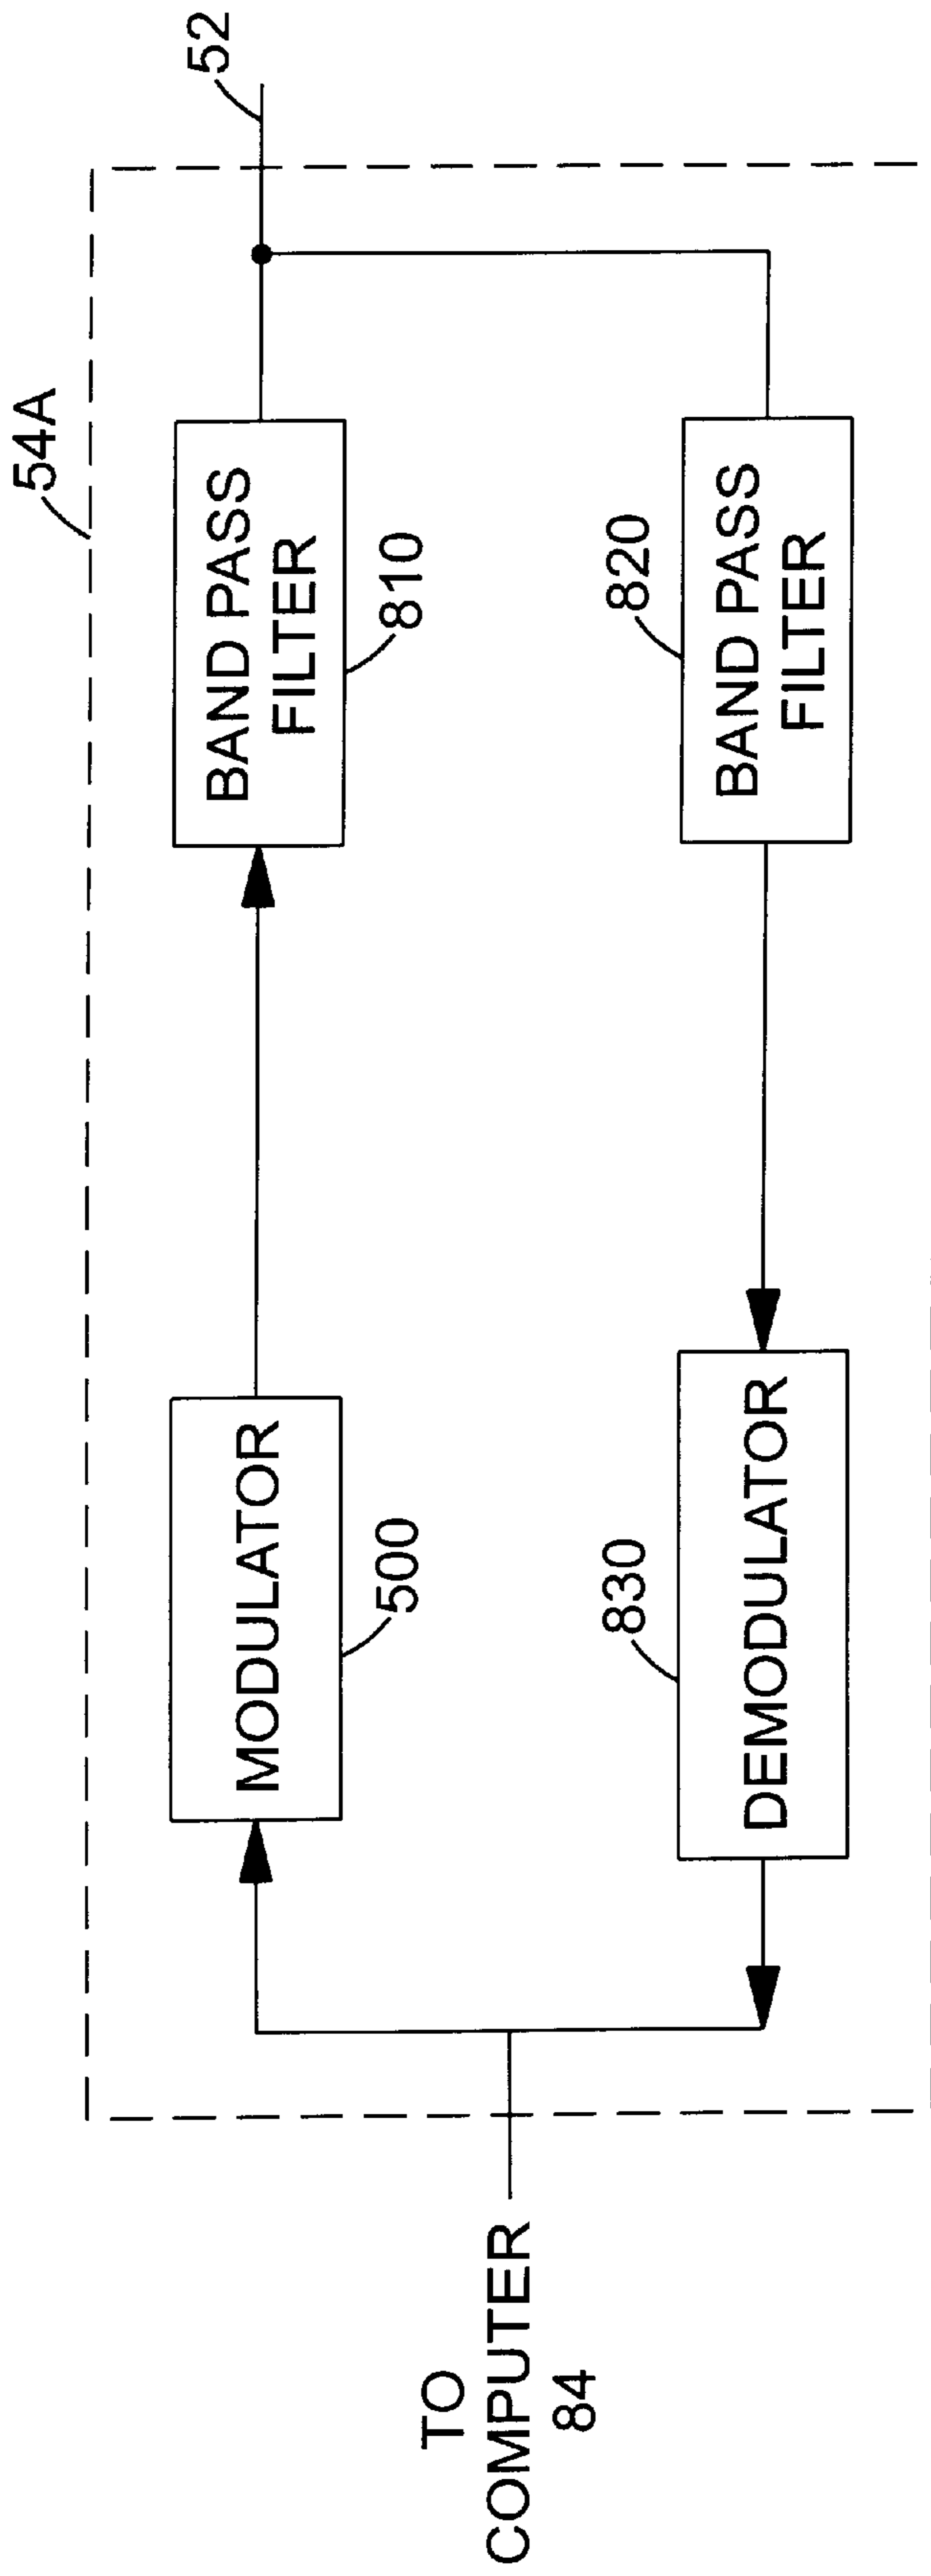 54A
52
MODULATOR
500
BAND PASS
FILTER
810
TO
COMPUTER
84
830
DEMODULATOR
820
BAND PASS
FILTER